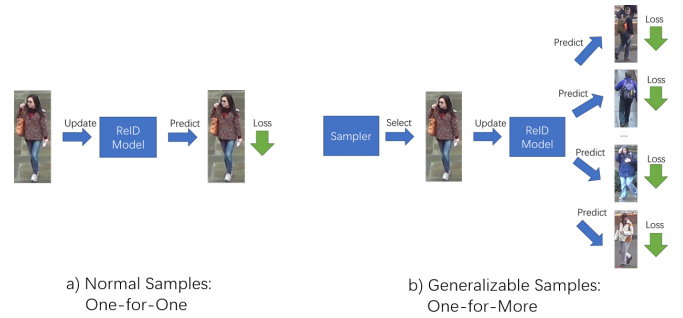 Update
ReID
Model
Predict
Loss
a) Normal Samples:
One-for-One
Sampler
Select
Update
ReID
Model
Predict
Loss
Predict
Loss
...
Predict
Loss
Predict
Loss
b) Generalizable Samples:
One-for-More